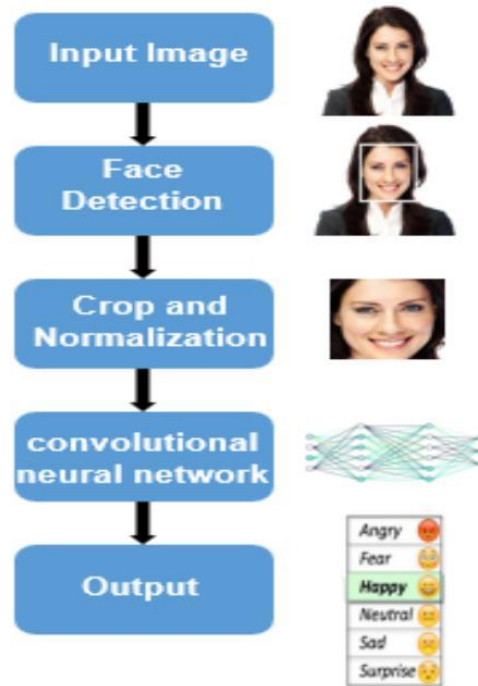 Input Image
Face
Detection
Crop and
Normalization
convolutional
neural network
Output
Angry
Fear
Happy
Neutral
Sad
Surprise